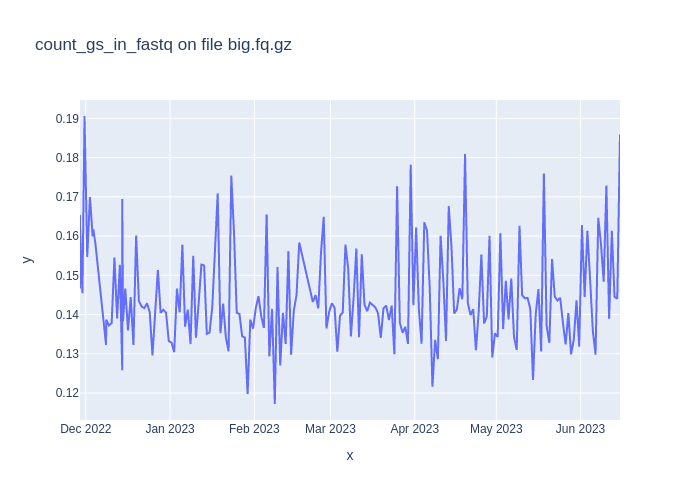 count_gs_in_fastq on file big.fq.gz
0.19
0.18
0.17
0.16
0.15
0.14
0.13
0.12
y
Dec 2022 Jan 2023 Feb 2023 Mar 2023 Apr 2023 May 2023 Jun 2023
x